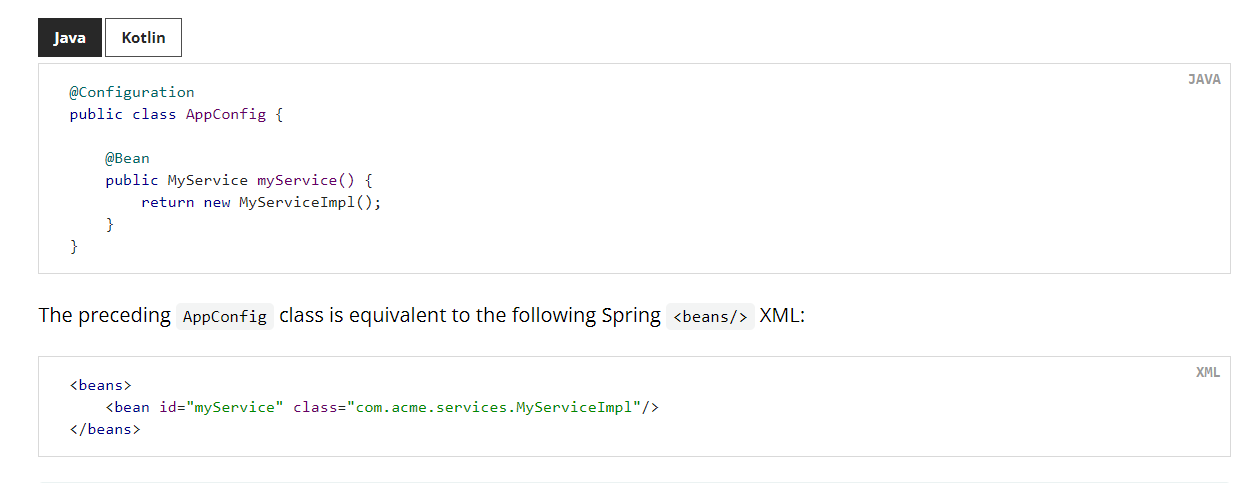 Java Kotlin
JAVA
@Configuration
public class AppConfig {
@Bean
public MyService myService() {
return new MyServiceImpl();
}
}
The preceding AppConfig class is equivalent to the following Spring <beans/> XML:
XML
<beans>
<bean id="myService" class="com.acme.services.MyServiceImpl"/>
</beans>